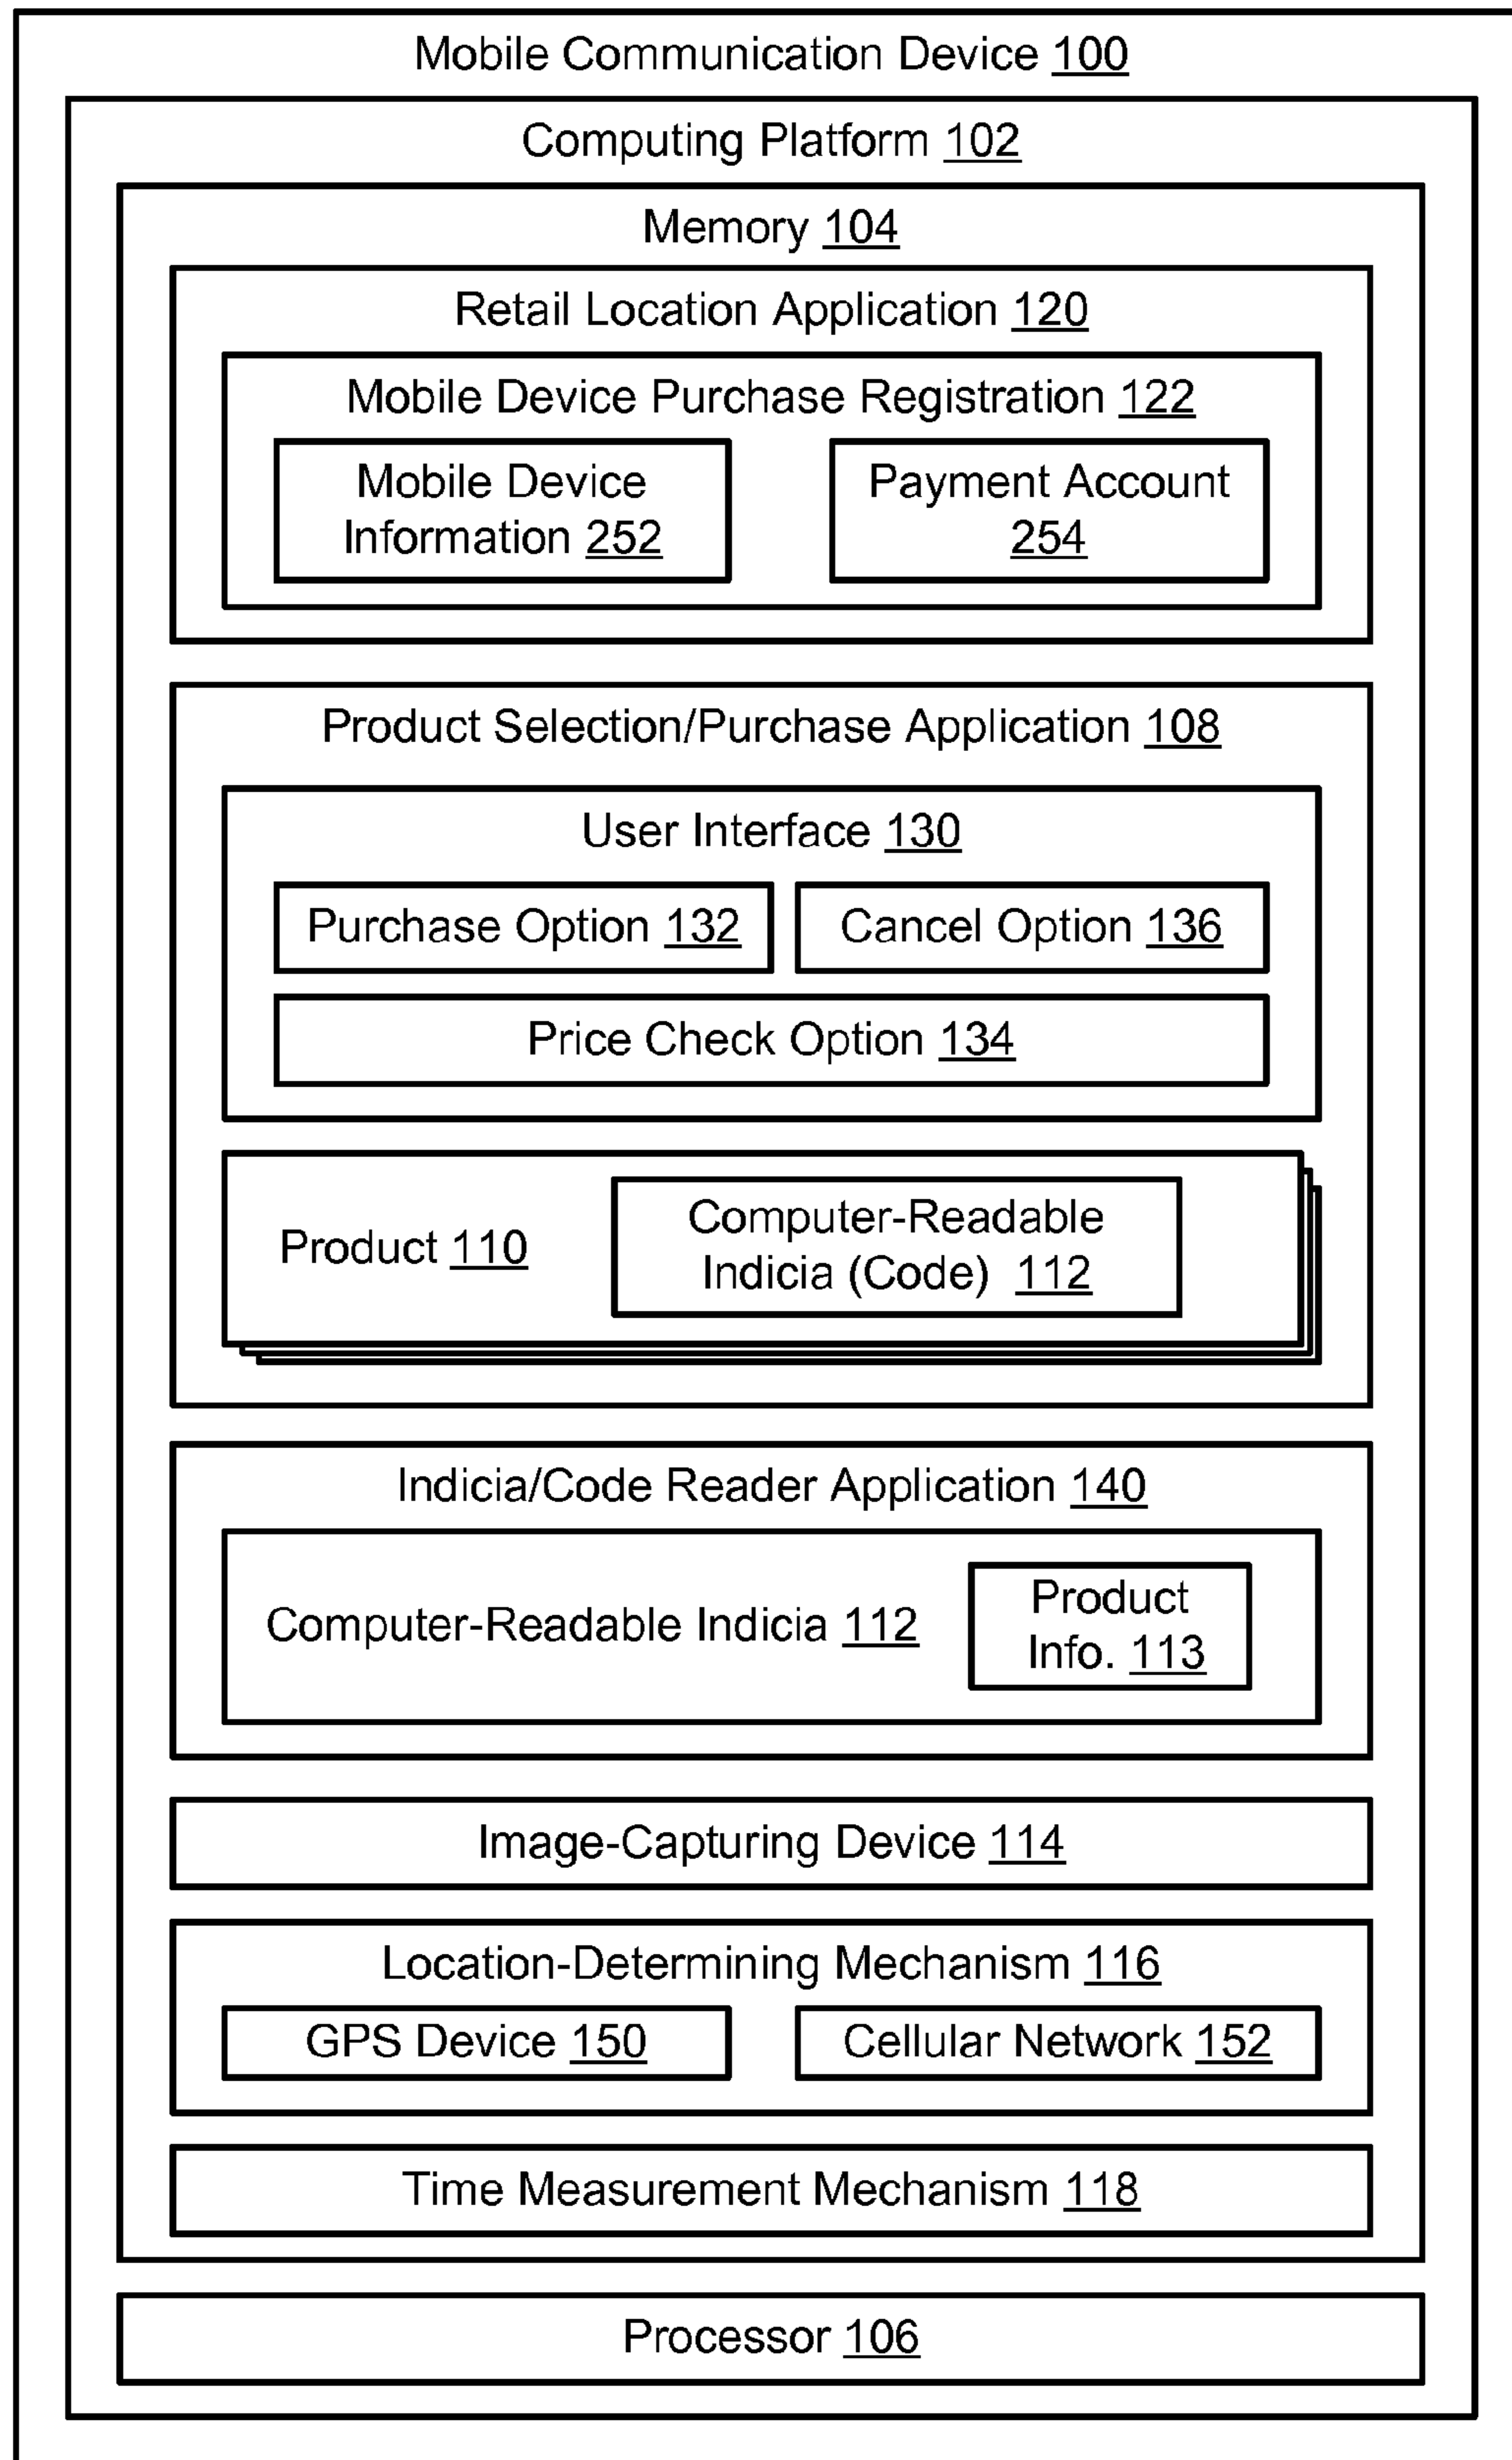 Mobile Communication Device 100
Computing Platform 102
Memory 104
Retail Location Application 120
Mobile Device Purchase Registration 122
Mobile Device
Information 252
Payment Account
254
Product Selection/Purchase Application 108
User Interface 130
Purchase Option 132
Cancel Option 136
Price Check Option 134
Product 110
Computer-Readable
Indicia (Code) 112
Indicia/Code Reader Application 140
Computer-Readable Indicia 112
Product
Info. 113
Image-Capturing Device 114
Location-Determining Mechanism 116
GPS Device 150
Cellular Network 152
Time Measurement Mechanism 118
Processor 106